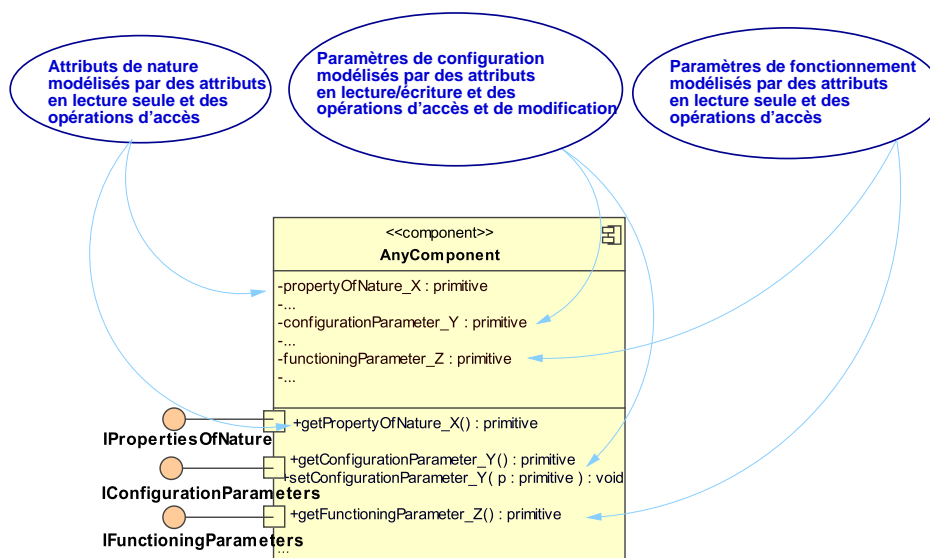 Attributs de nature
modélisés par des attributs
en lecture seule et des
opérations d'accès
Paramètres de configuration
modélisés par des attributs
en lecture/écriture et des
opérations d'accès et de modification
Paramètres de fonctionnement
modélisés par des attributs
en lecture seule et des
opérations d'accès
<<component>>
AnyComponent
-propertyOfNature_X : primitive
-...
-configurationParameter_Y : primitive
-...
-functioningParameter_Z : primitive
-...
+getPropertyOfNature_X() : primitive
IPropertiesOfNature
+getConfigurationParameter_Y() : primitive
+setConfigurationParameter_Y( p : primitive ) : void
IConfigurationParameters
+getFunctioningParameter_Z() : primitive
IFunctioningParameters
...